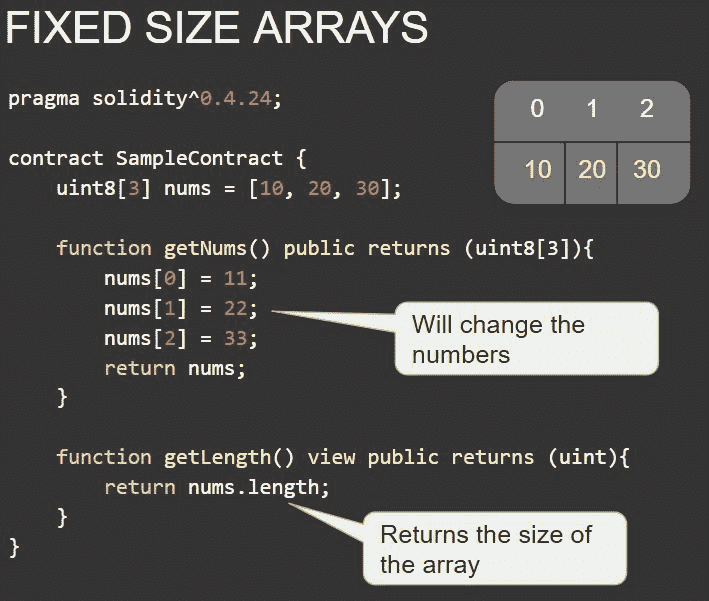 FIXED SIZE ARRAYS
pragma solidity^0.4.24;
0 1 2
10 20 30
contract SampleContract {
uint8[3] nums = [10, 20, 30];
function getNums() public returns (uint8[3]){
nums[0] = 11;
nums[1] = 22;
nums[2] = 33;
return nums;
}
Will change the
numbers
function getLength() view public returns (uint){
return nums.length;
}
Returns the size of
the array
}